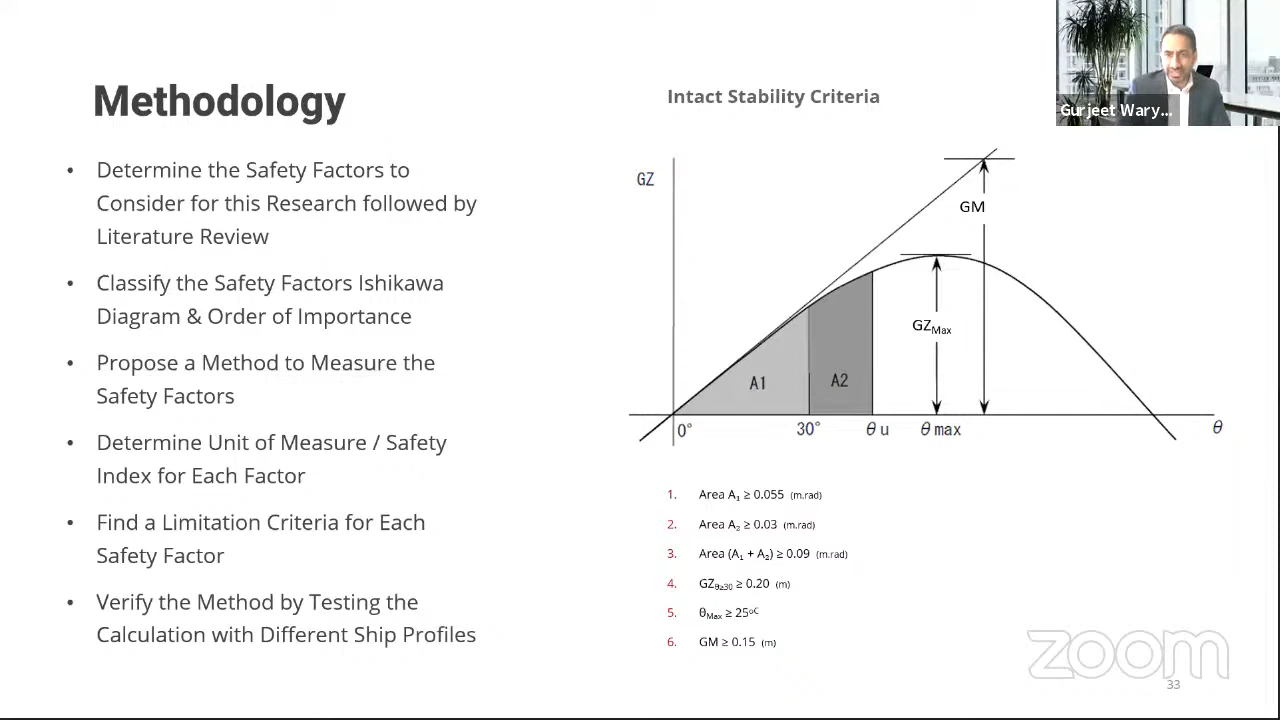 Methodology
• Determine the Safety Factors to
Consider for this Research followed by
Literature Review
• Classify the Safety Factors Ishikawa
Diagram & Order of Importance
• Propose a Method to Measure the
Safety Factors
• Determine Unit of Measure / Safety
Index for Each Factor
• Find a Limitation Criteria for Each
Safety Factor
• Verify the Method by Testing the
Calculation with Different Ship Profiles
Intact Stability Criteria
Gurjeet Wary...
GZ
GM
GZMax
A1
A2
0°
30°
θ u
θ max
θ
1. Area A₁ ≥ 0.055 (m.rad)
2. Area A₂ ≥ 0.03 (m.rad)
3. Area (A₁ + A₂) ≥ 0.09 (m.rad)
4. GZθ≥30 ≥ 0.20 (m)
5. θMax ≥ 25oC
6. GM ≥ 0.15 (m)
zoom
33